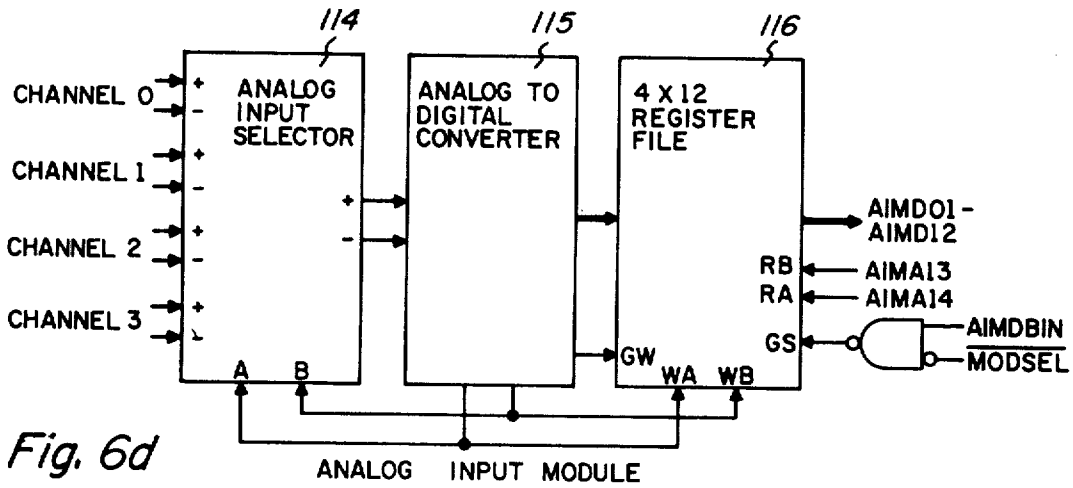 114
115
116
CHANNEL 0
+
-
CHANNEL 1
+
-
CHANNEL 2
+
-
CHANNEL 3
+
-
ANALOG
INPUT
SELECTOR
+
-
A
B
ANALOG TO
DIGITAL
CONVERTER
4 X 12
REGISTER
FILE
GW
WA
WB
RB
RA
GS
AIMD01-
AIMD12
AIMA13
AIMA14
AIMDBIN
MODSEL
Fig. 6d
ANALOG INPUT MODULE